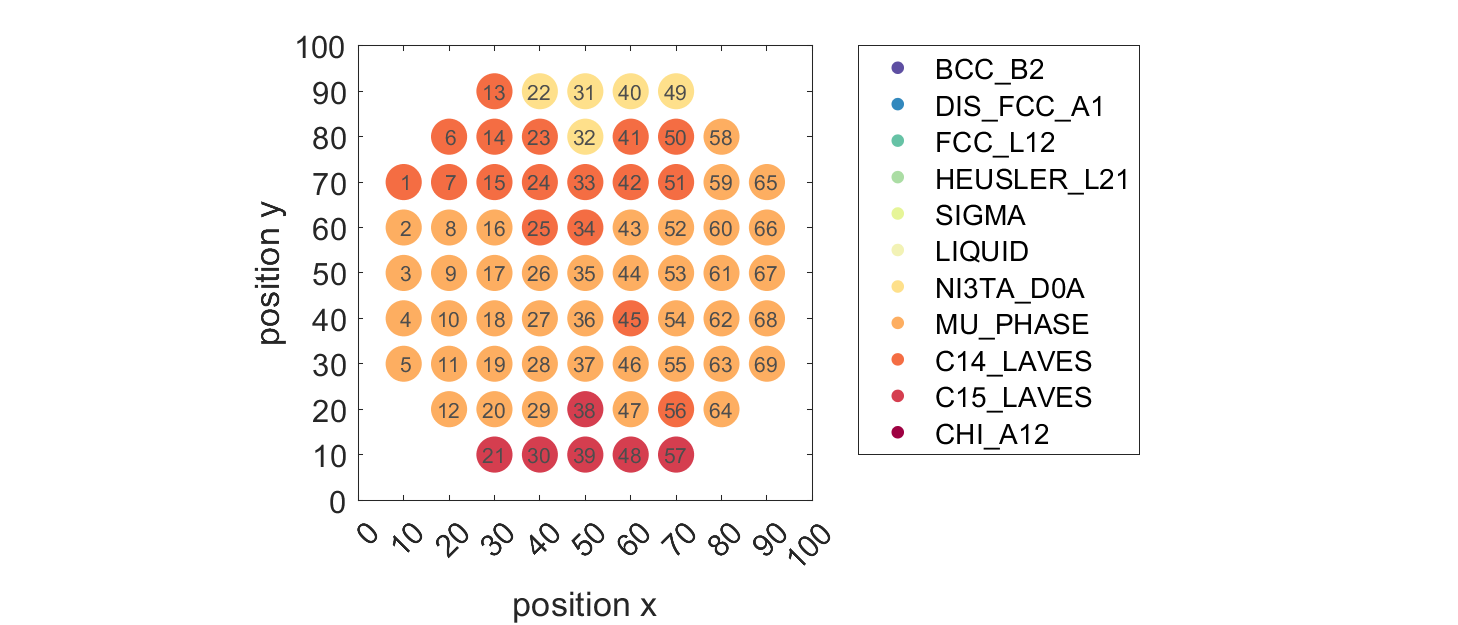 100
90
80
70
60
50
40
30
20
10
0
13 22 31 40 49
6 14 23 32 41 50 58
1 7 15 24 33 42 51 59 65
2 8 16 25 34 43 52 60 66
3 9 17 26 35 44 53 61 67
4 10 18 27 36 45 54 62 68
5 11 19 28 37 46 55 63 69
12 20 29 38 47 56 64
21 30 39 48 57
0 10 20 30 40 50 60 70 80 90 100
position x
position y
BCC_B2
DIS_FCC_A1
FCC_L12
HEUSLER_L21
SIGMA
LIQUID
NI3TA_D0A
MU_PHASE
C14_LAVES
C15_LAVES
CHI_A12